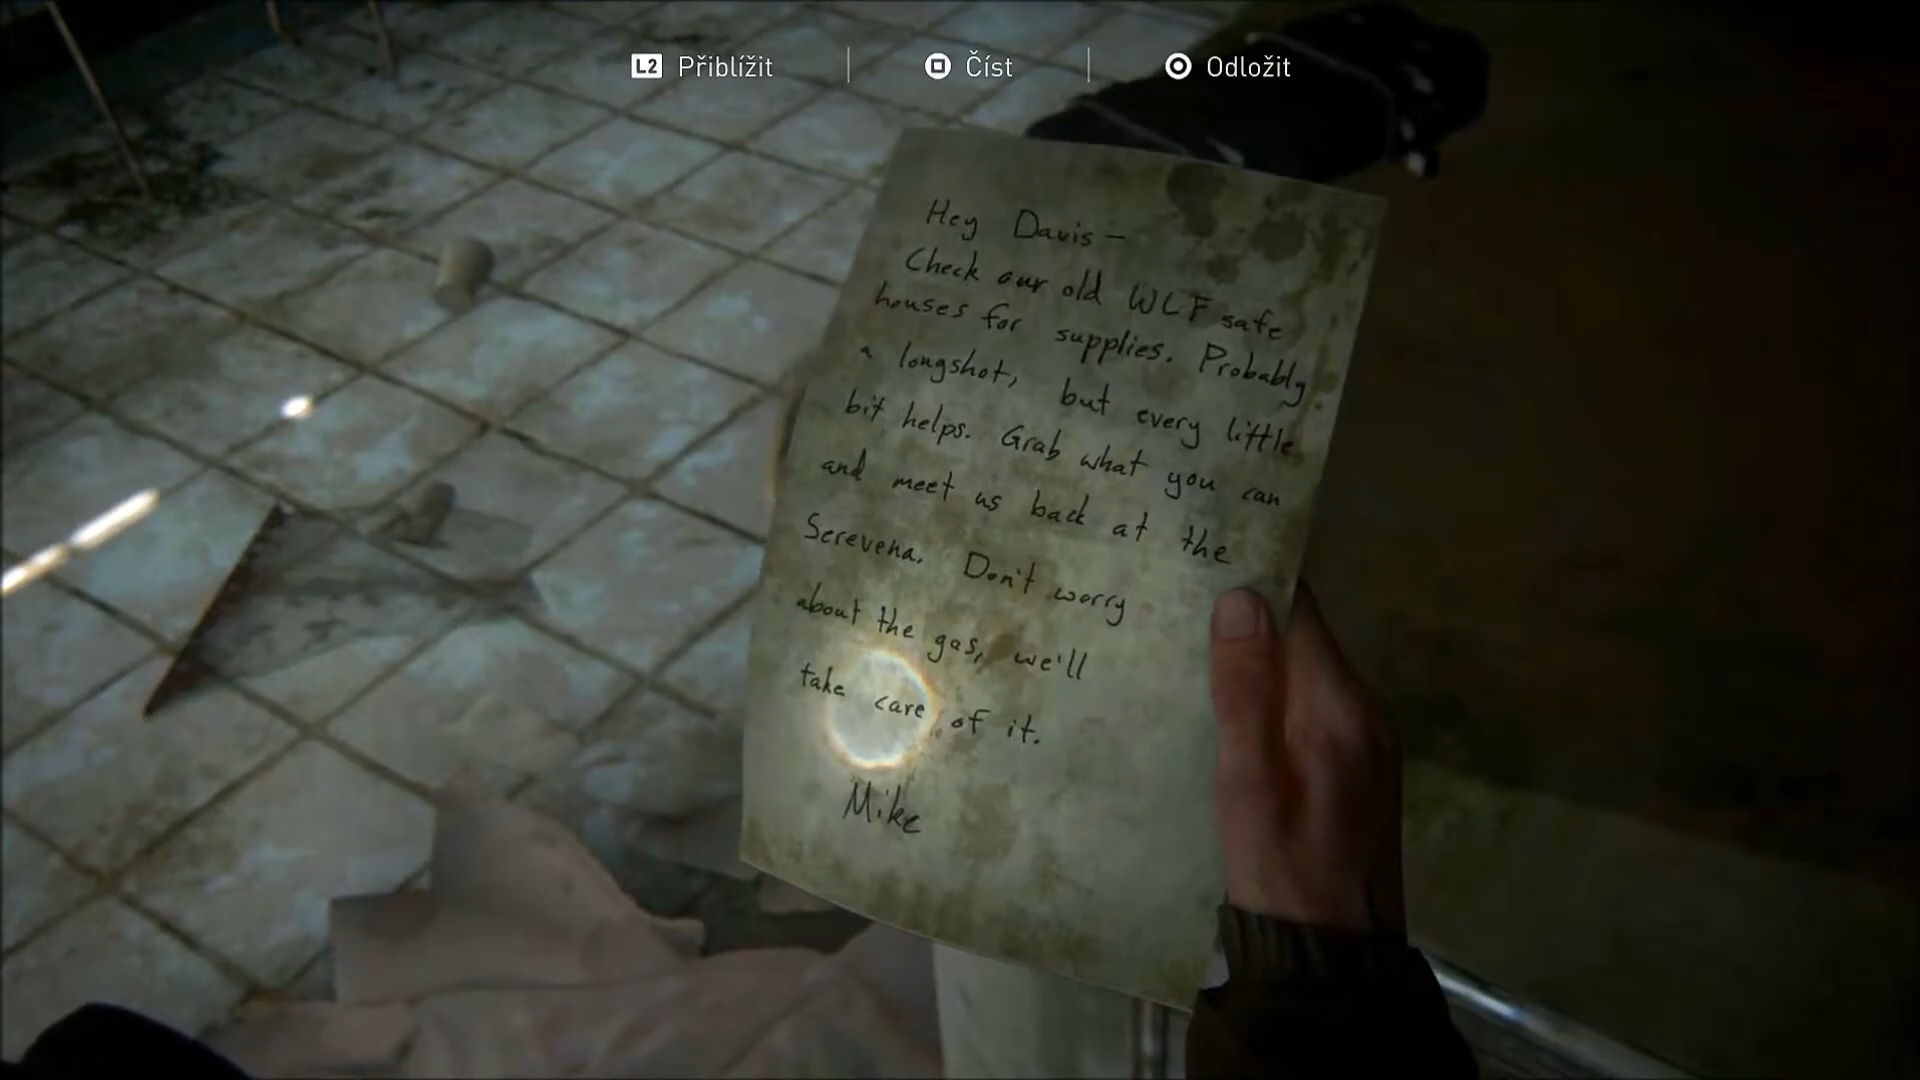 L2 Přiblížit
Číst
Odložit
Hey Davis –
Check our old WLF safe
houses for supplies. Probably
a longshot, but every little
bit helps. Grab what you can
and meet us back at the
Serevena. Don't worry
about the gas, we'll
take care of it.
Mike